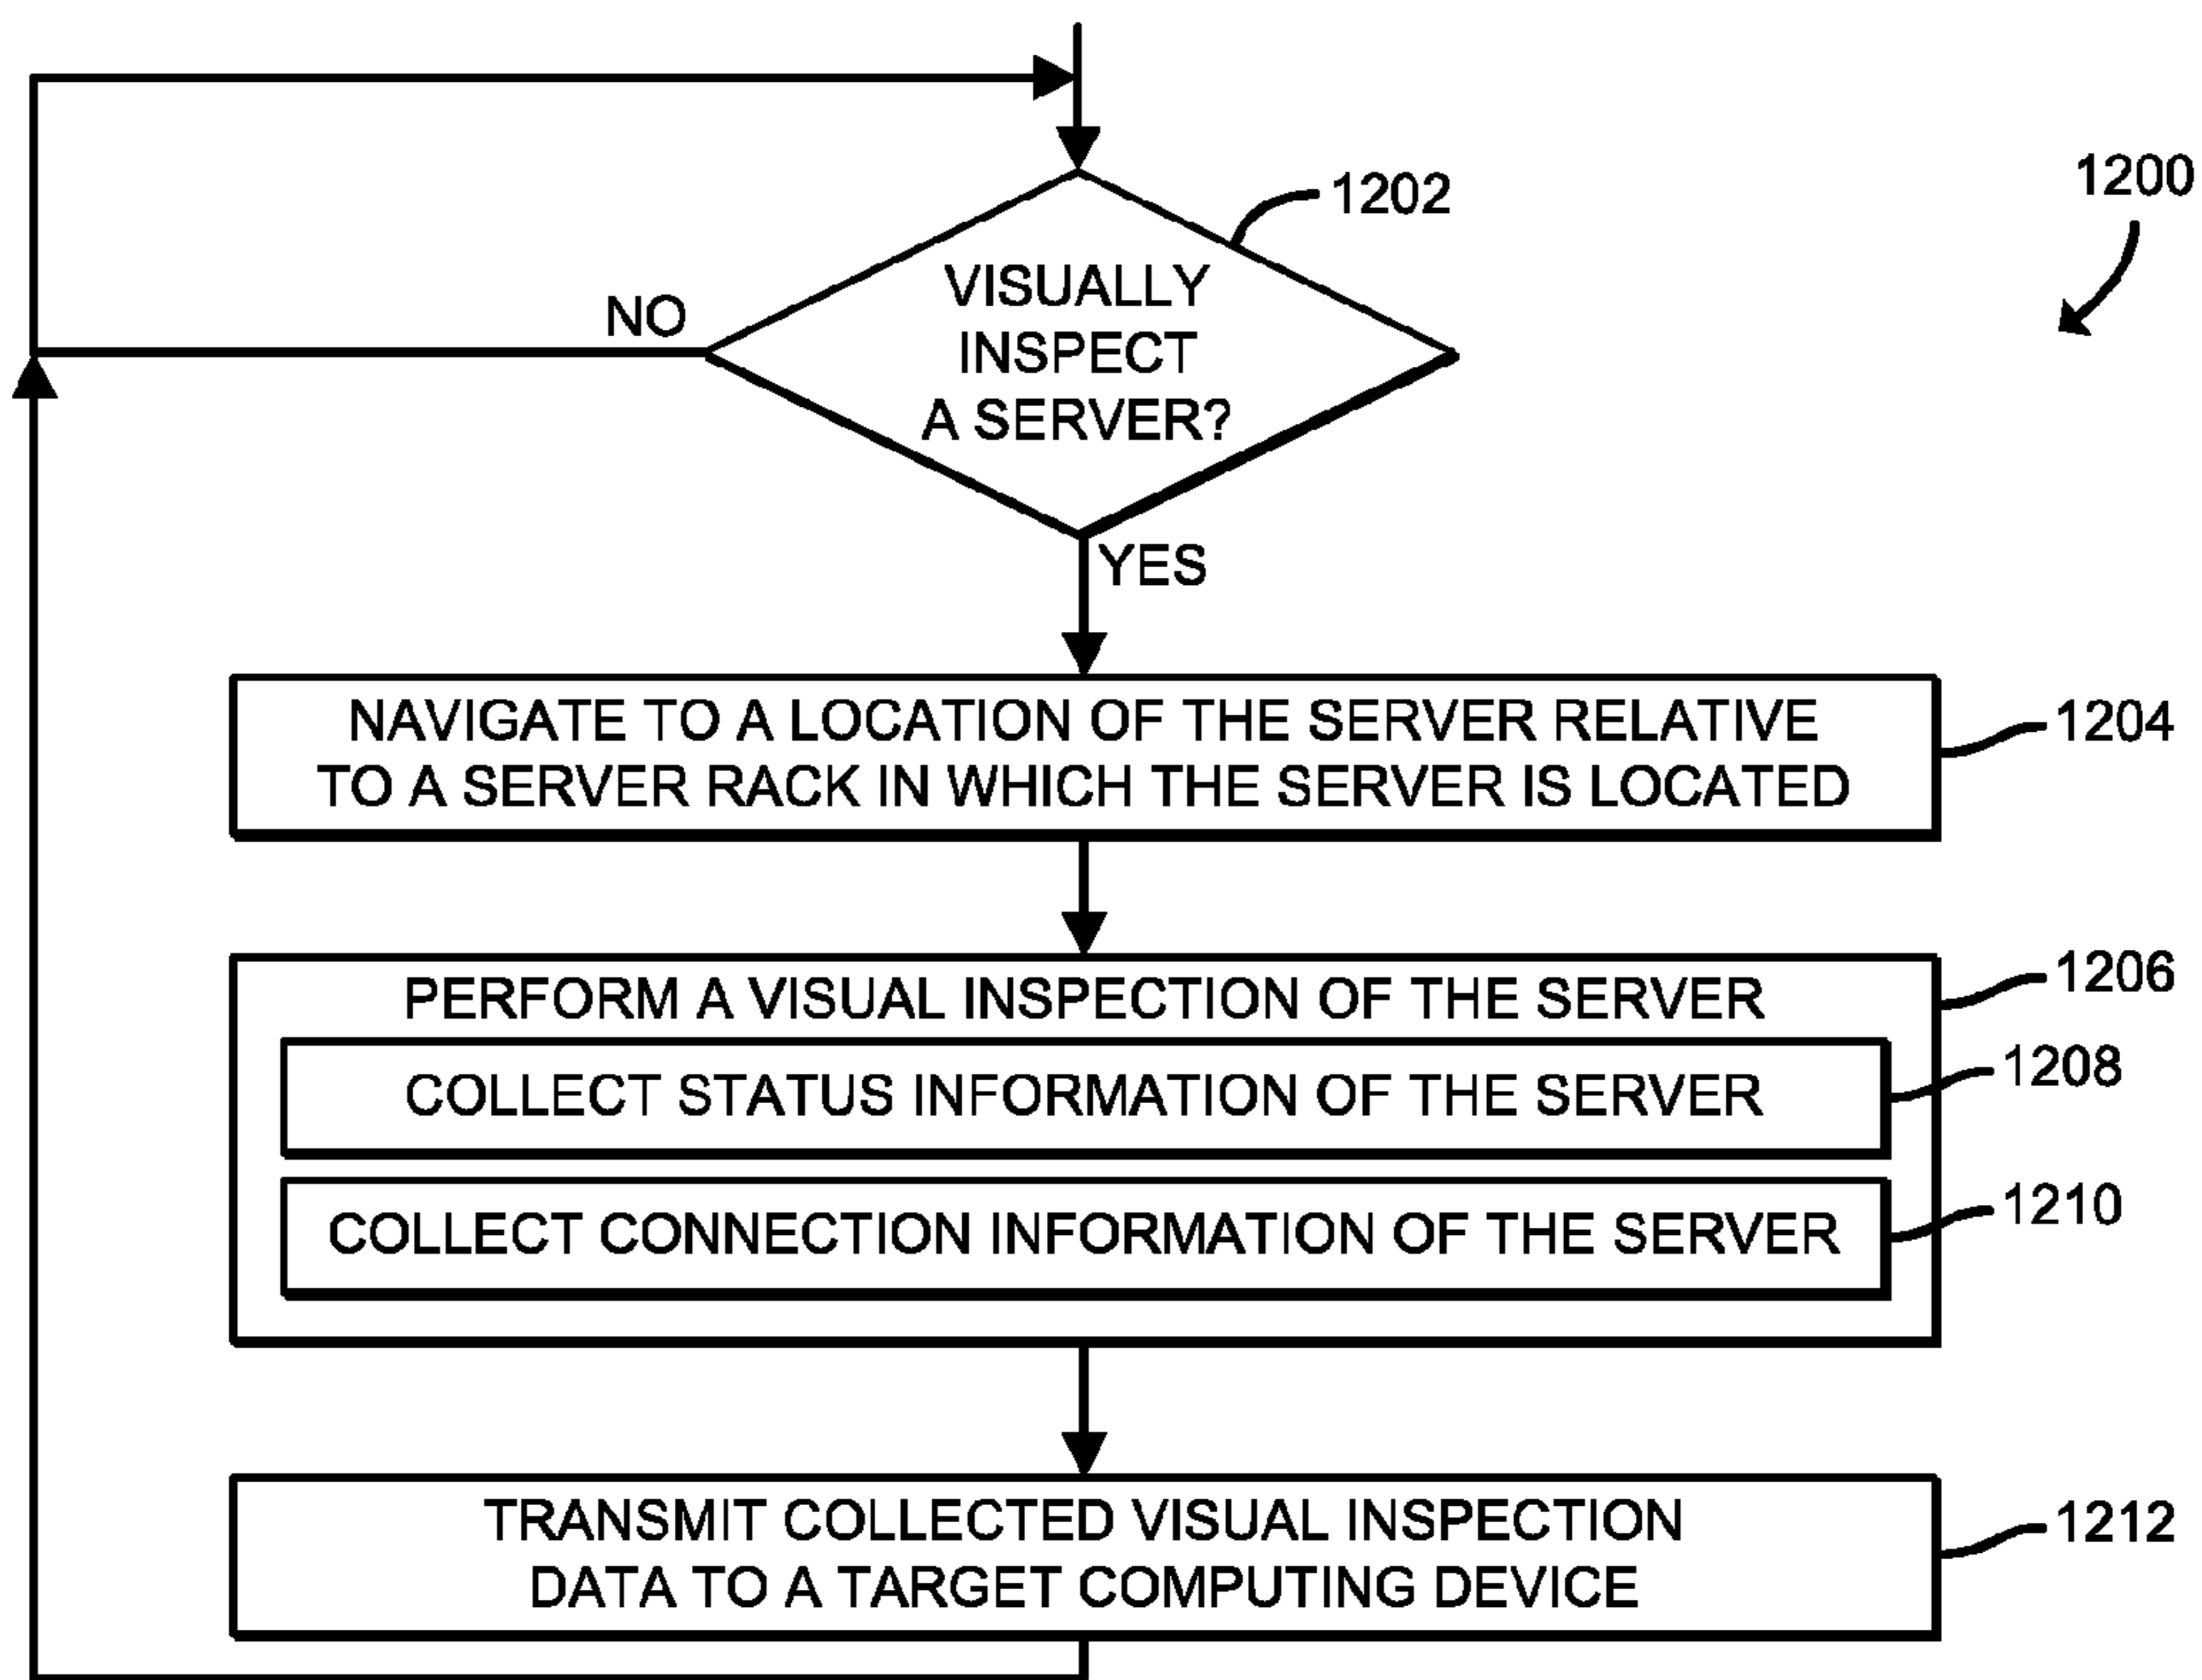 1200
1202
VISUALLY
INSPECT
A SERVER?
NO
YES
NAVIGATE TO A LOCATION OF THE SERVER RELATIVE
TO A SERVER RACK IN WHICH THE SERVER IS LOCATED
1204
PERFORM A VISUAL INSPECTION OF THE SERVER
1206
COLLECT STATUS INFORMATION OF THE SERVER
1208
COLLECT CONNECTION INFORMATION OF THE SERVER
1210
TRANSMIT COLLECTED VISUAL INSPECTION
DATA TO A TARGET COMPUTING DEVICE
1212